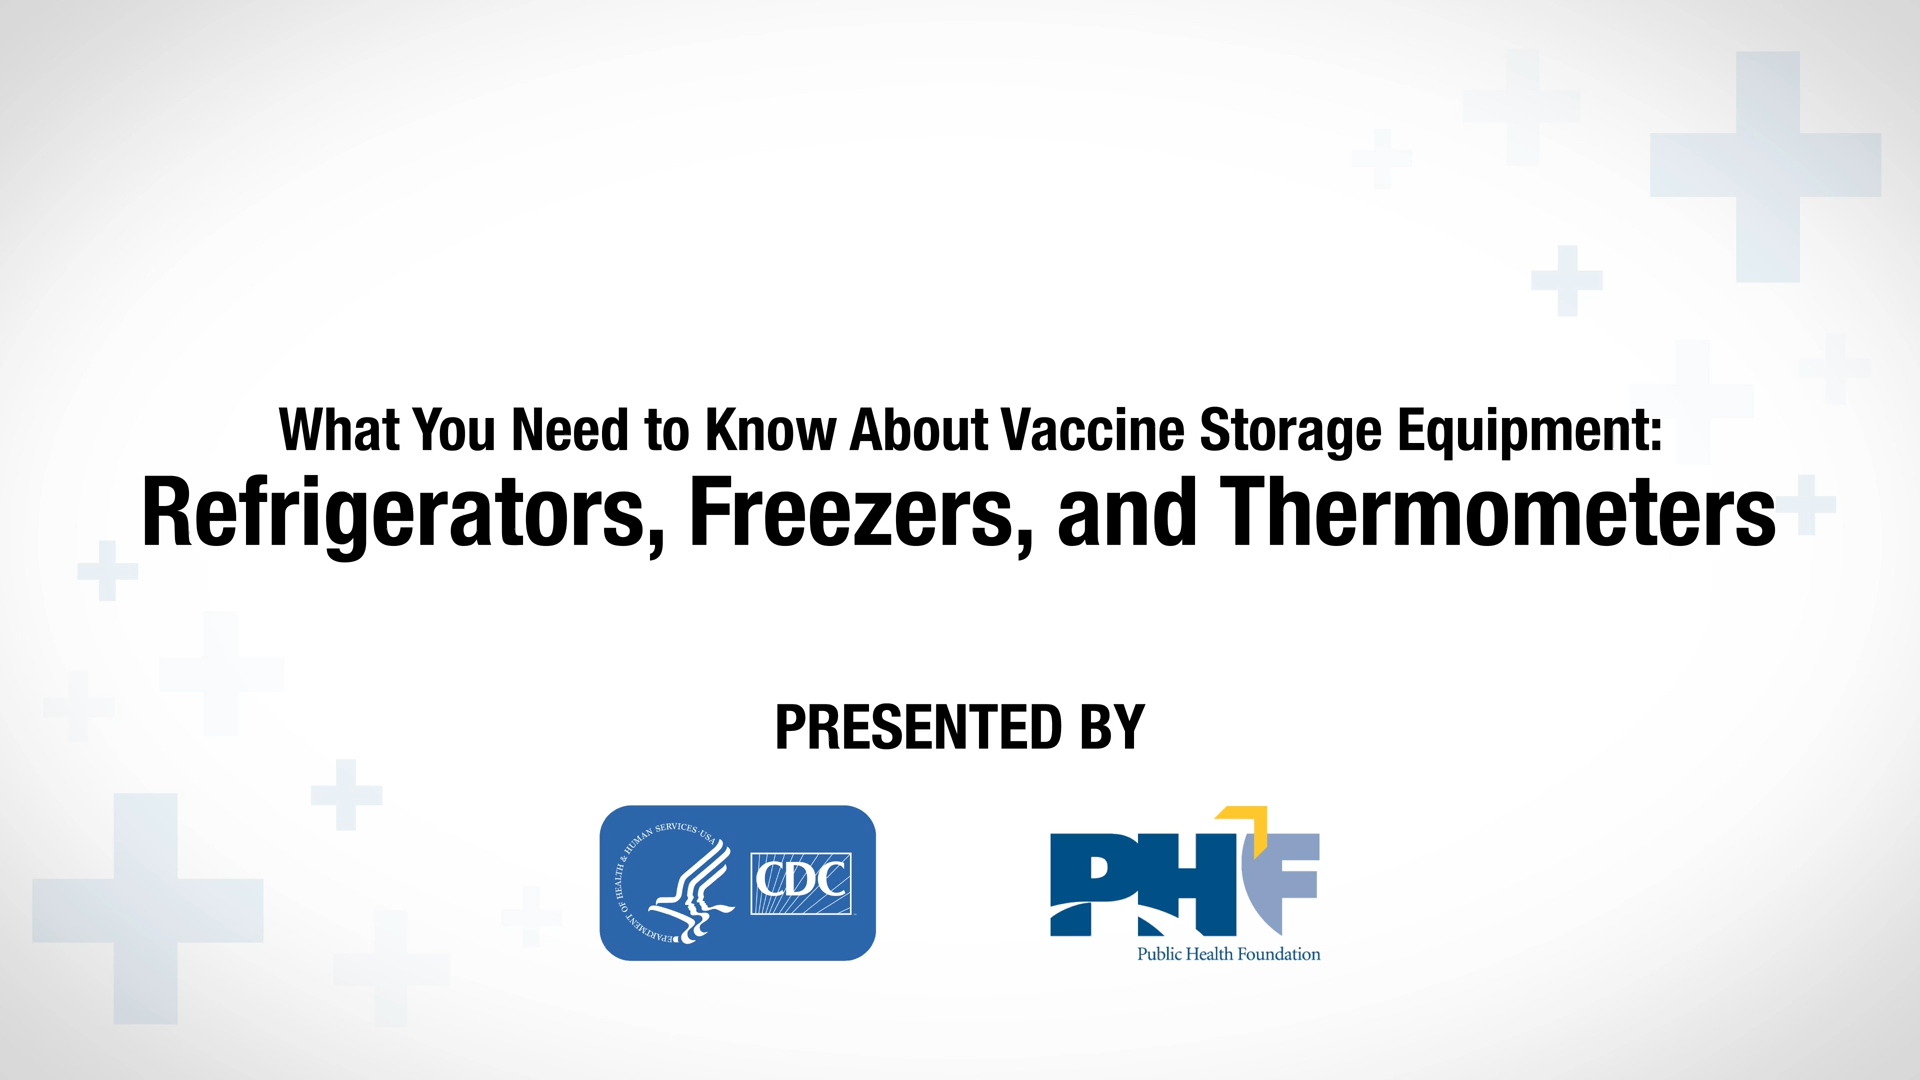 What You Need to Know About Vaccine Storage Equipment:
Refrigerators, Freezers, and Thermometers
PRESENTED BY
DEPARTMENT OF HEALTH & HUMAN SERVICES·USA
CDC
PHF
Public Health Foundation